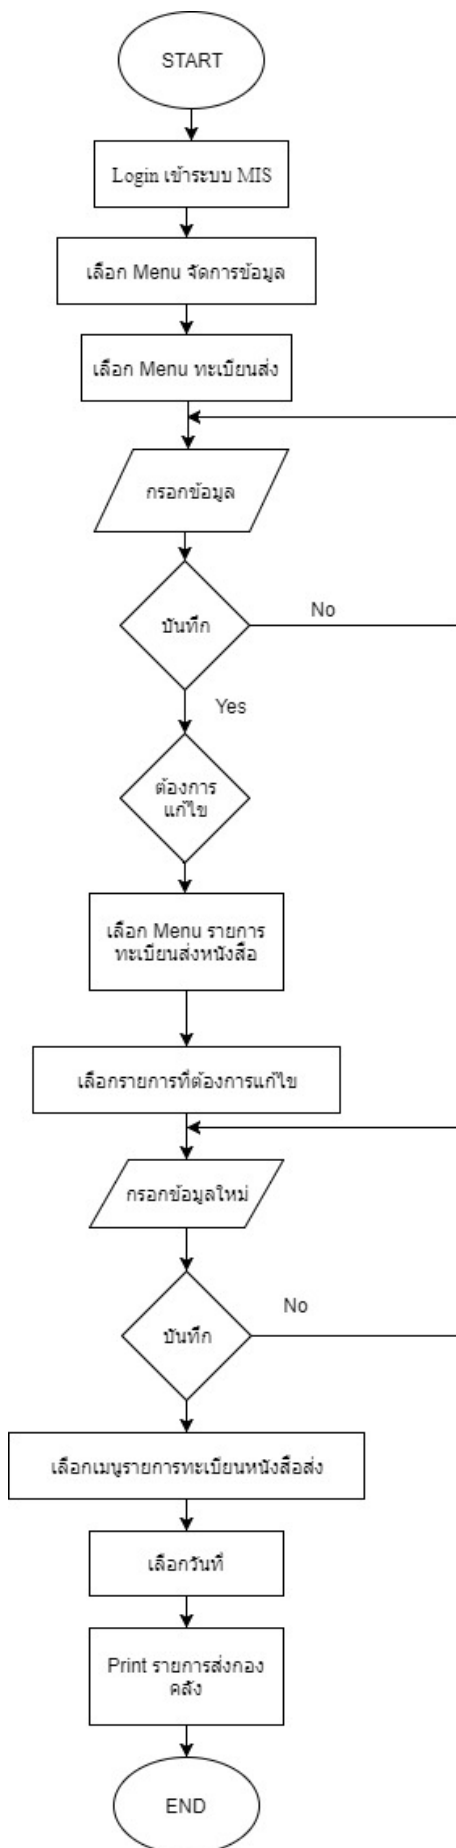 START
Login เข้าระบบ MIS
เลือก Menu จัดการข้อมูล
เลือก Menu ทะเบียนส่ง
กรอกข้อมูล
บันทึก
No
Yes
ต้องการ
แก้ไข
เลือก Menu รายการ
ทะเบียนส่งหนังสือ
เลือกรายการที่ต้องการแก้ไข
กรอกข้อมูลใหม่
No
บันทึก
เลือกเมนูรายการทะเบียนหนังสือส่ง
เลือกวันที่
Print รายการส่งกอง
คลัง
END